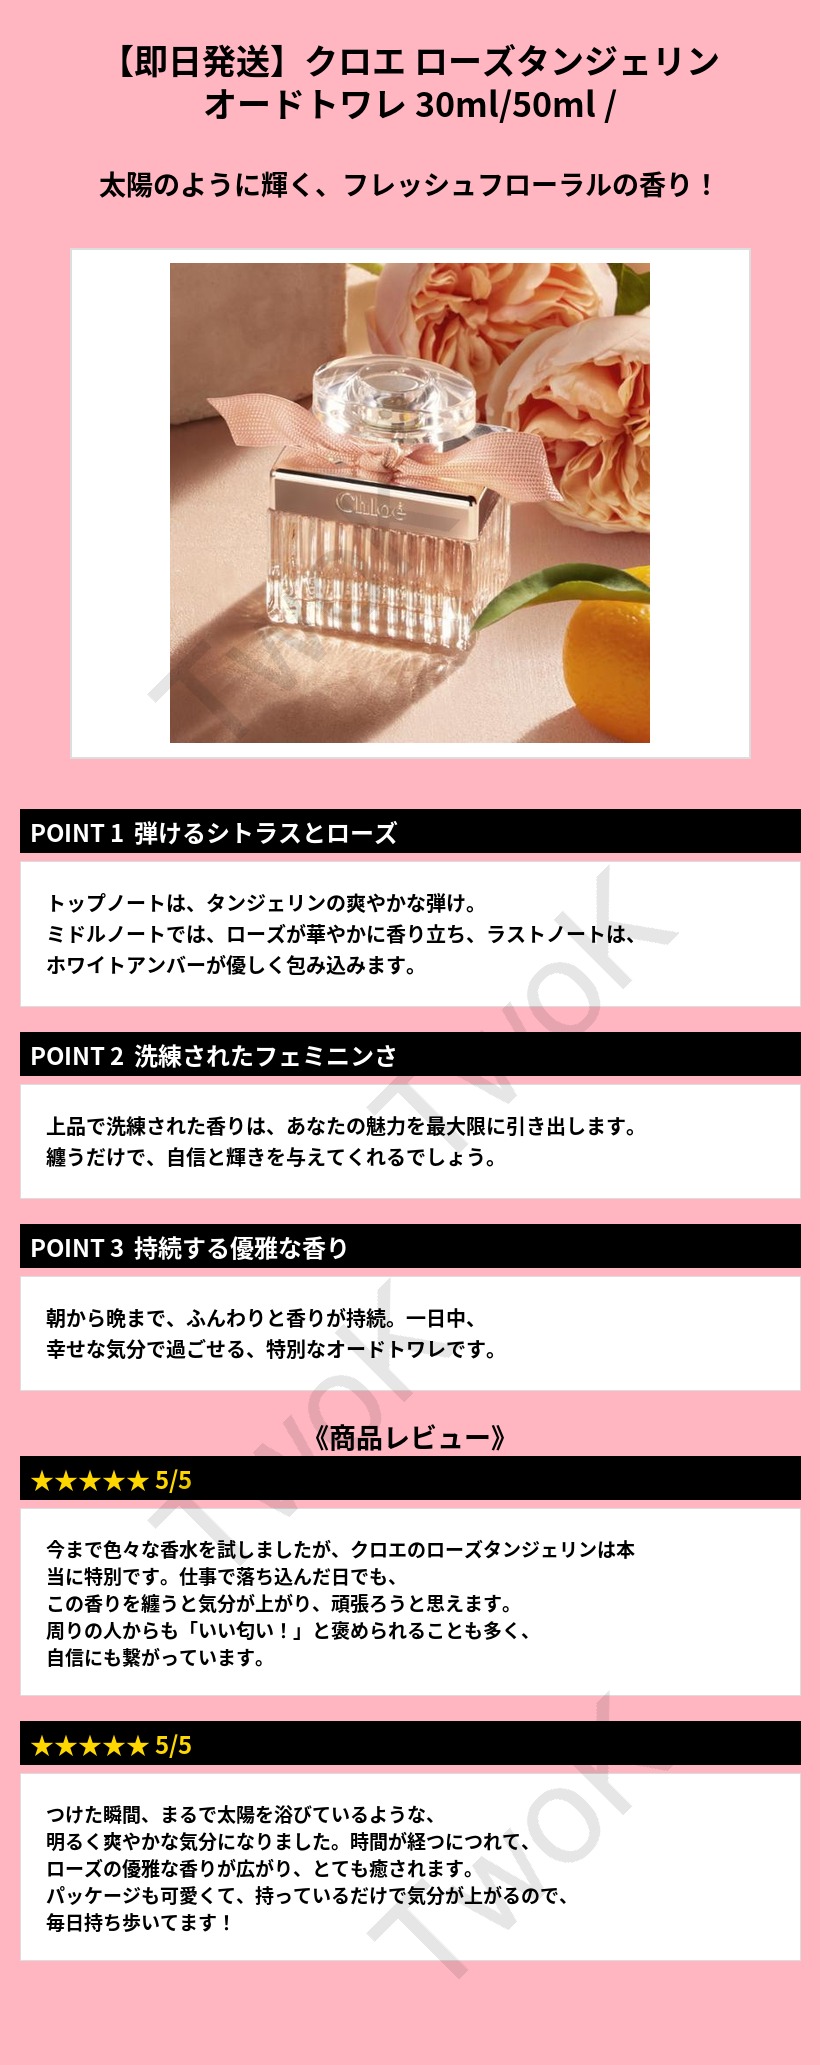 【即日発送】クロエ ローズタンジェリン
オードトワレ 30ml/50ml /
太陽のように輝く、フレッシュフローラルの香り！
Chloé
TwoK
POINT 1 弾けるシトラスとローズ
トップノートは、タンジェリンの爽やかな弾け。
ミドルノートでは、ローズが華やかに香り立ち、ラストノートは、
ホワイトアンバーが優しく包み込みます。
TwoK
POINT 2 洗練されたフェミニンさ
上品で洗練された香りは、あなたの魅力を最大限に引き出します。
纏うだけで、自信と輝きを与えてくれるでしょう。
POINT 3 持続する優雅な香り
朝から晩まで、ふんわりと香りが持続。一日中、
幸せな気分で過ごせる、特別なオードトワレです。
TwoK
《商品レビュー》
★★★★★ 5/5
今まで色々な香水を試しましたが、クロエのローズタンジェリンは本
当に特別です。仕事で落ち込んだ日でも、
この香りを纏うと気分が上がり、頑張ろうと思えます。
周りの人からも「いい匂い！」と褒められることも多く、
自信にも繋がっています。
★★★★★ 5/5
つけた瞬間、まるで太陽を浴びているような、
明るく爽やかな気分になりました。時間が経つにつれて、
ローズの優雅な香りが広がり、とても癒されます。
パッケージも可愛くて、持っているだけで気分が上がるので、
毎日持ち歩いてます！
TwoK